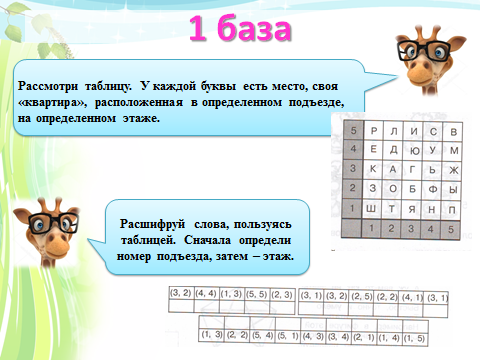 1 база
Рассмотри таблицу. У каждой буквы есть место, своя
«квартира», расположенная в определенном подъезде,
на определенном этаже.
5 Р Л И С В
4 Е Д Ю У М
3 К А Г Ь Ж
2 З О Б Ф Ы
1 Ш Т Я Н П
1 2 3 4 5
Расшифруй слова, пользуясь
таблицей. Сначала определи
номер подъезда, затем – этаж.
(3, 2) (4, 4) (1, 3) (5, 5) (2, 3) (3, 1) (3, 2) (2, 5) (2, 2) (4, 1) (3, 1)
(1, 3) (2, 2) (5, 4) (5, 1) (4, 3) (3, 4) (2, 1) (1, 4) (1, 5)